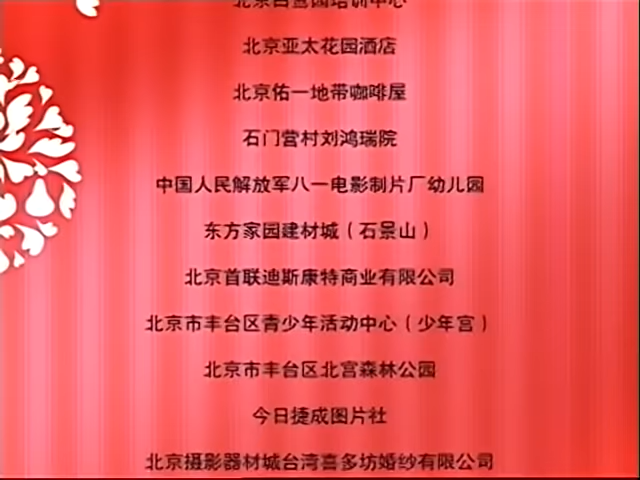 北京亚太花园酒店
北京佑一地带咖啡屋
石门营村刘鸿瑞院
中国人民解放军八一电影制片厂幼儿园
东方家园建材城（石景山）
北京首联迪斯康特商业有限公司
北京市丰台区青少年活动中心（少年宫）
北京市丰台区北宫森林公园
今日捷成图片社
北京摄影器材城台湾喜多坊婚纱有限公司